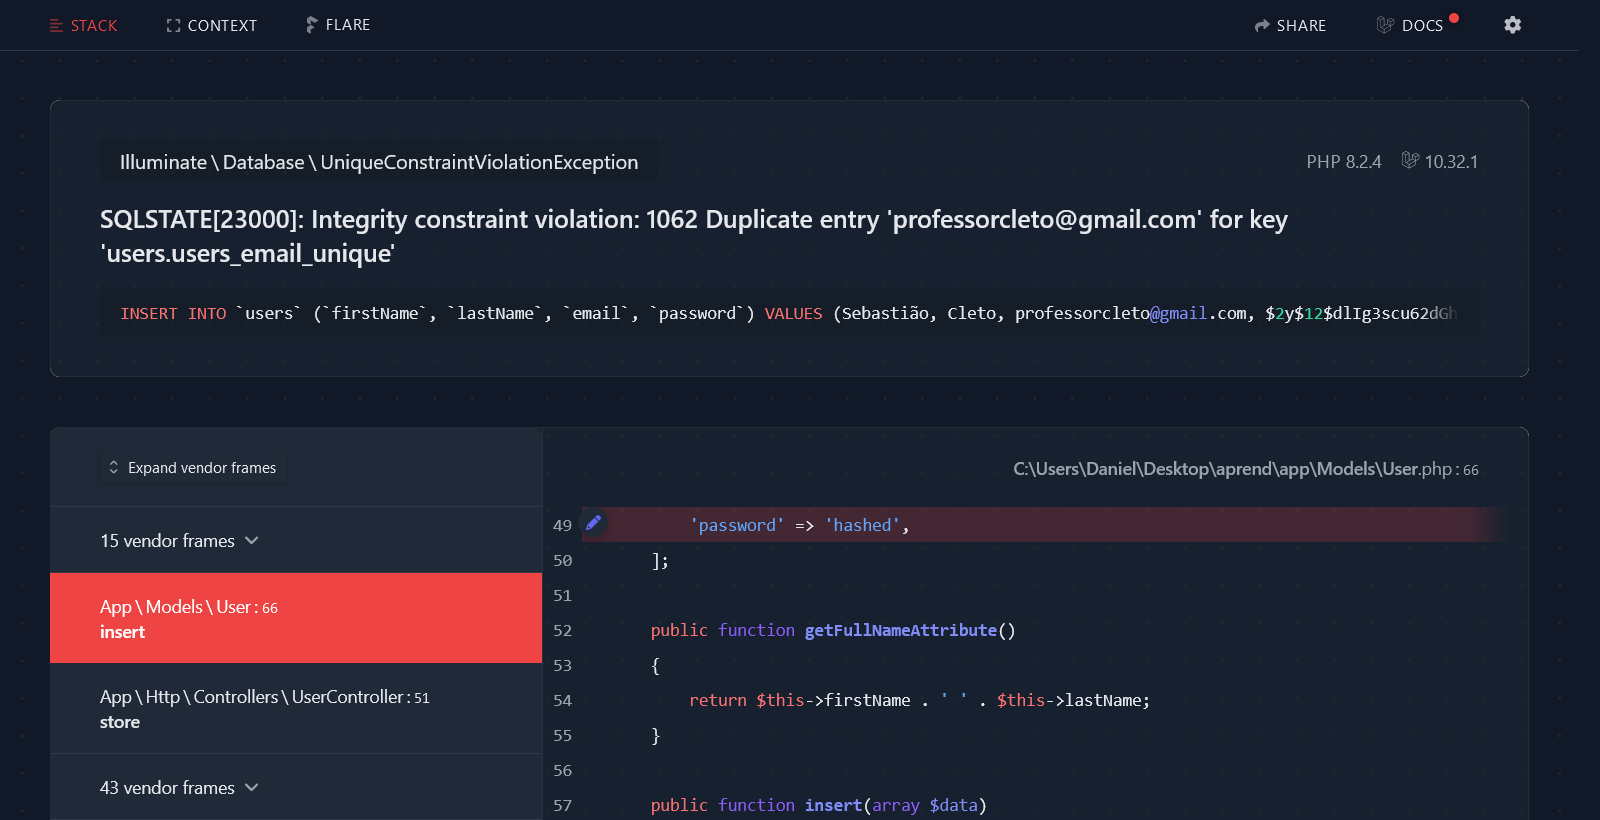 STACK CONTEXT FLARE SHARE DOCS
Illuminate \ Database \ UniqueConstraintViolationException PHP 8.2.4 10.32.1
SQLSTATE[23000]: Integrity constraint violation: 1062 Duplicate entry 'professorcleto@gmail.com' for key
'users.users_email_unique'
INSERT INTO `users` (`firstName`, `lastName`, `email`, `password`) VALUES (Sebastião, Cleto, professorcleto@gmail.com, $2y$12$dlIg3scu62dGh
Expand vendor frames
15 vendor frames
App \ Models \ User : 66
insert
App \ Http \ Controllers \ UserController : 51
store
43 vendor frames
C:\Users\Daniel\Desktop\aprend\app\Models\User.php : 66
49 'password' => 'hashed',
50 ];
51
52 public function getFullNameAttribute()
53 {
54 return $this->firstName . ' ' . $this->lastName;
55 }
56
57 public function insert(array $data)